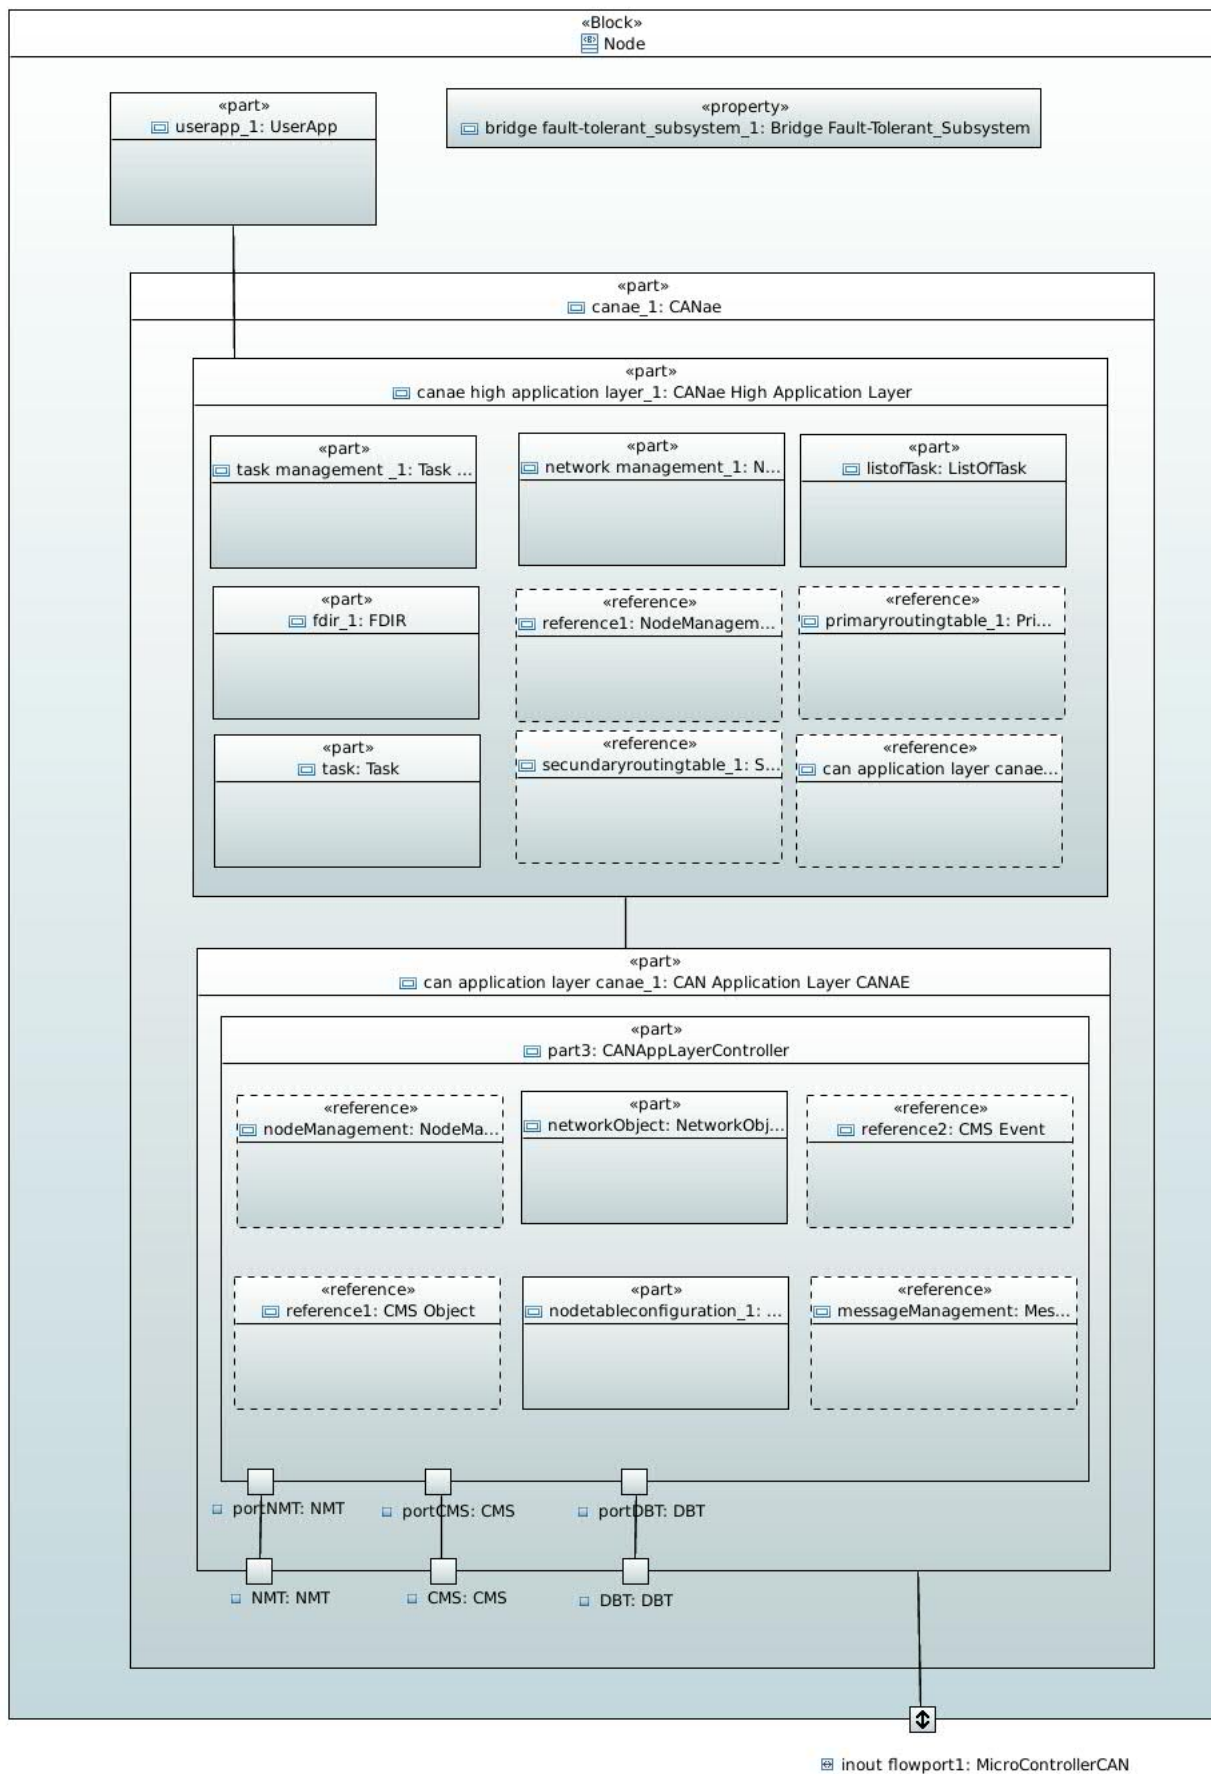 «Block»
Node
«part»
userapp_1: UserApp
«property»
bridge fault-tolerant_subsystem_1: Bridge Fault-Tolerant_Subsystem
«part»
canae_1: CANae
«part»
canae high application layer_1: CANae High Application Layer
«part»
task management _1: Task ...
«part»
network management_1: N...
«part»
listofTask: ListOfTask
«part»
fdir_1: FDIR
«reference»
reference1: NodeManagem...
«reference»
primaryroutingtable_1: Pri...
«part»
task: Task
«reference»
secundaryroutingtable_1: S...
«reference»
can application layer canae...
«part»
can application layer canae_1: CAN Application Layer CANAE
«part»
part3: CANAppLayerController
«reference»
nodeManagement: NodeMa...
«part»
networkObject: NetworkObj...
«reference»
reference2: CMS Event
«reference»
reference1: CMS Object
«part»
nodetableconfiguration_1: ...
«reference»
messageManagement: Mes...
portNMT: NMT
portCMS: CMS
portDBT: DBT
NMT: NMT
CMS: CMS
DBT: DBT
inout flowport1: MicroControllerCAN